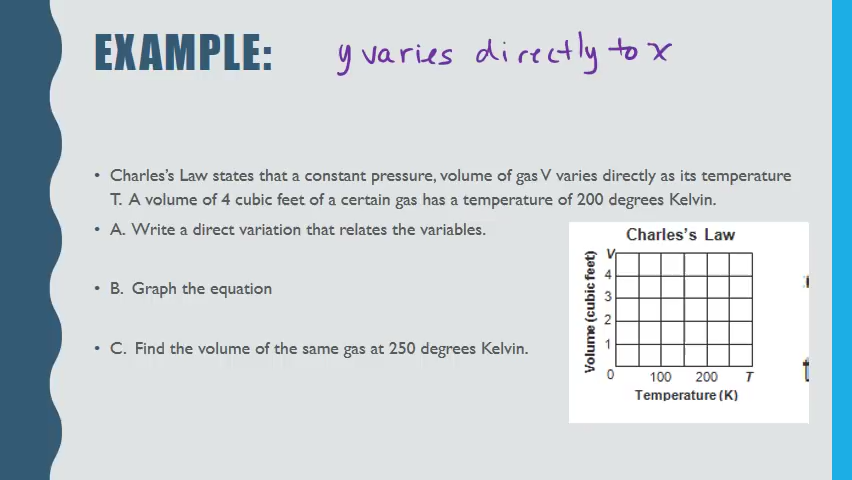 EXAMPLE: y varies directly to x
• Charles's Law states that a constant pressure, volume of gas V varies directly as its temperature
T. A volume of 4 cubic feet of a certain gas has a temperature of 200 degrees Kelvin.
• A. Write a direct variation that relates the variables.
• B. Graph the equation
• C. Find the volume of the same gas at 250 degrees Kelvin.
Charles's Law
V
4
3
2
1
0 100 200 T
Volume (cubic feet)
Temperature (K)